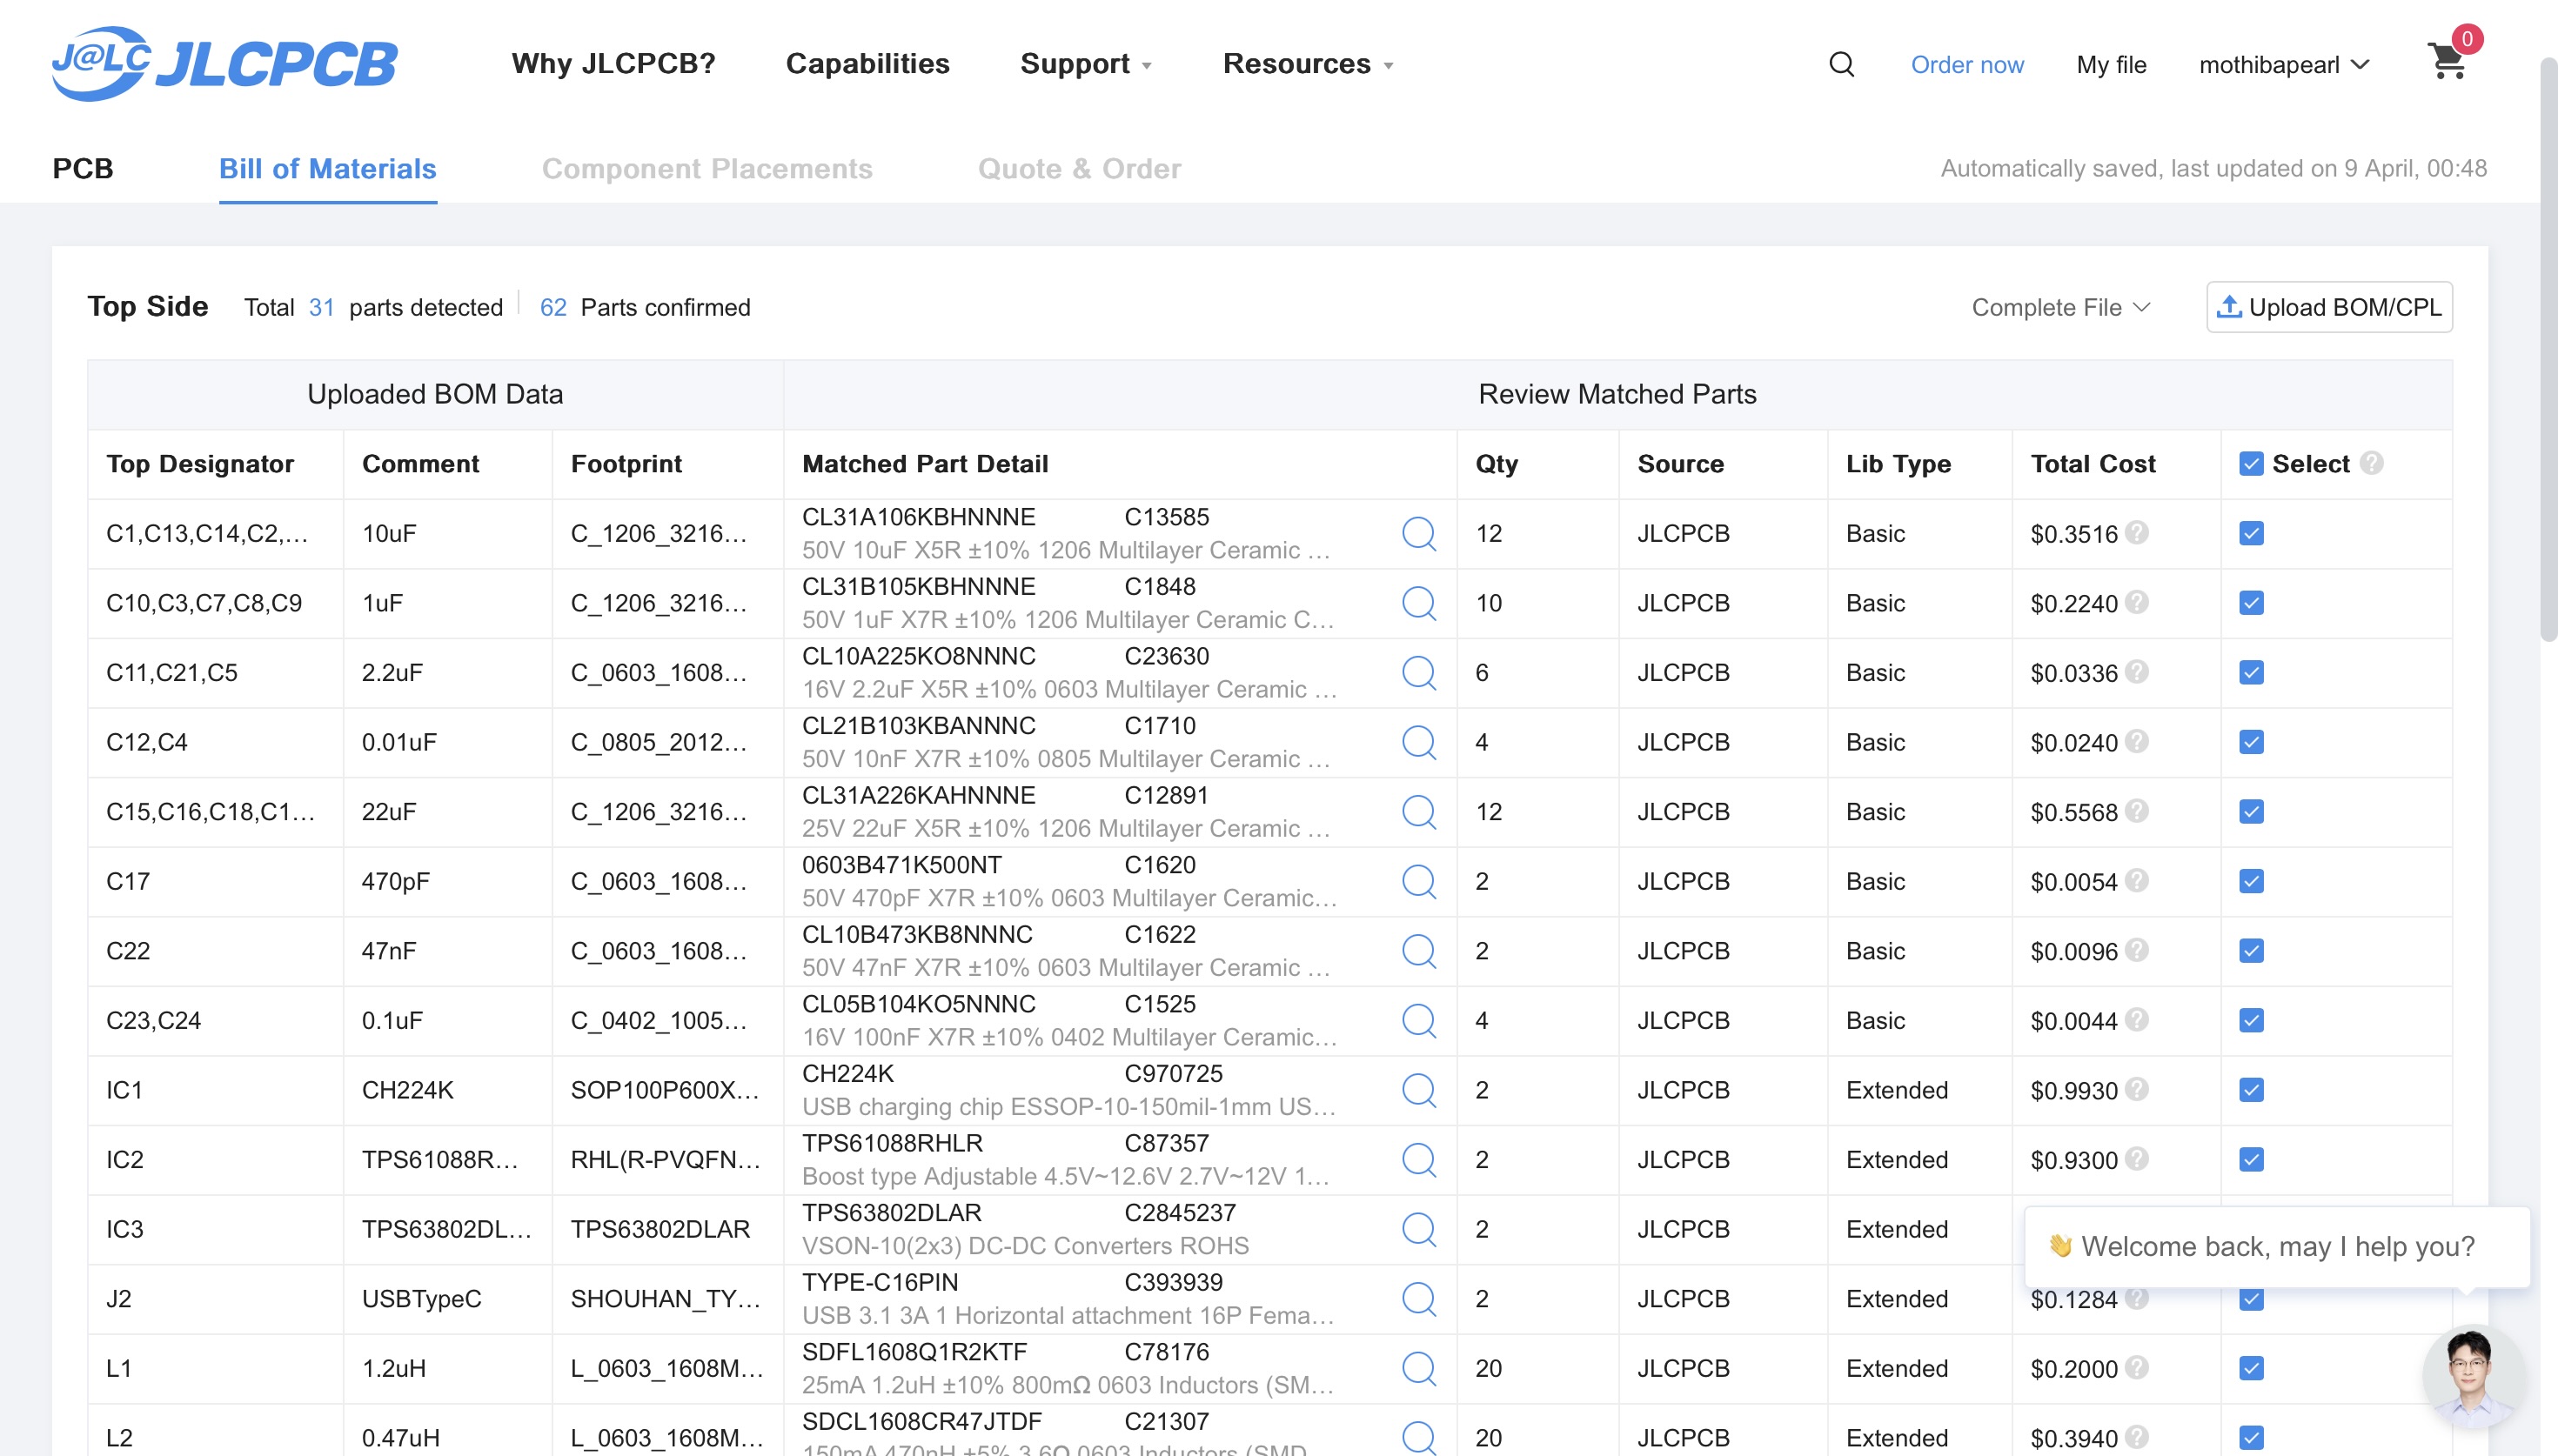 J@LC JLCPCB Why JLCPCB? Capabilities Support Resources Order now My file mothibapearl 0
PCB Bill of Materials Component Placements Quote & Order Automatically saved, last updated on 9 April, 00:48
Top Side Total 31 parts detected 62 Parts confirmed Complete File Upload BOM/CPL
Uploaded BOM Data Review Matched Parts
Top Designator Comment Footprint Matched Part Detail Qty Source Lib Type Total Cost Select ?
C1,C13,C14,C2,... 10uF C_1206_3216... CL31A106KBHNNNE C13585 12 JLCPCB Basic $0.3516 ?
50V 10uF X5R ±10% 1206 Multilayer Ceramic ...
C10,C3,C7,C8,C9 1uF C_1206_3216... CL31B105KBHNNNE C1848 10 JLCPCB Basic $0.2240 ?
50V 1uF X7R ±10% 1206 Multilayer Ceramic C...
C11,C21,C5 2.2uF C_0603_1608... CL10A225KO8NNNC C23630 6 JLCPCB Basic $0.0336 ?
16V 2.2uF X5R ±10% 0603 Multilayer Ceramic ...
C12,C4 0.01uF C_0805_2012... CL21B103KBANNNC C1710 4 JLCPCB Basic $0.0240 ?
50V 10nF X7R ±10% 0805 Multilayer Ceramic ...
C15,C16,C18,C1... 22uF C_1206_3216... CL31A226KAHNNNE C12891 12 JLCPCB Basic $0.5568 ?
25V 22uF X5R ±10% 1206 Multilayer Ceramic ...
C17 470pF C_0603_1608... 0603B471K500NT C1620 2 JLCPCB Basic $0.0054 ?
50V 470pF X7R ±10% 0603 Multilayer Ceramic...
C22 47nF C_0603_1608... CL10B473KB8NNNC C1622 2 JLCPCB Basic $0.0096 ?
50V 47nF X7R ±10% 0603 Multilayer Ceramic ...
C23,C24 0.1uF C_0402_1005... CL05B104KO5NNNC C1525 4 JLCPCB Basic $0.0044 ?
16V 100nF X7R ±10% 0402 Multilayer Ceramic...
IC1 CH224K SOP100P600X... CH224K C970725 2 JLCPCB Extended $0.9930 ?
USB charging chip ESSOP-10-150mil-1mm US...
IC2 TPS61088R... RHL(R-PVQFN... TPS61088RHLR C87357 2 JLCPCB Extended $0.9300 ?
Boost type Adjustable 4.5V~12.6V 2.7V~12V 1...
IC3 TPS63802DL... TPS63802DLAR TPS63802DLAR C2845237 2 JLCPCB Extended
VSON-10(2x3) DC-DC Converters ROHS
👋 Welcome back, may I help you?
J2 USBTypeC SHOUHAN_TY... TYPE-C16PIN C393939 2 JLCPCB Extended $0.1284 ?
USB 3.1 3A 1 Horizontal attachment 16P Fema...
L1 1.2uH L_0603_1608M... SDFL1608Q1R2KTF C78176 20 JLCPCB Extended $0.2000 ?
25mA 1.2uH ±10% 800mΩ 0603 Inductors (SM...
L2 0.47uH L_0603_1608M... SDCL1608CR47JTDF C21307 20 JLCPCB Extended $0.3940 ?
150mA 470nH ±5% 3.6Ω 0603 Inductors (SMD